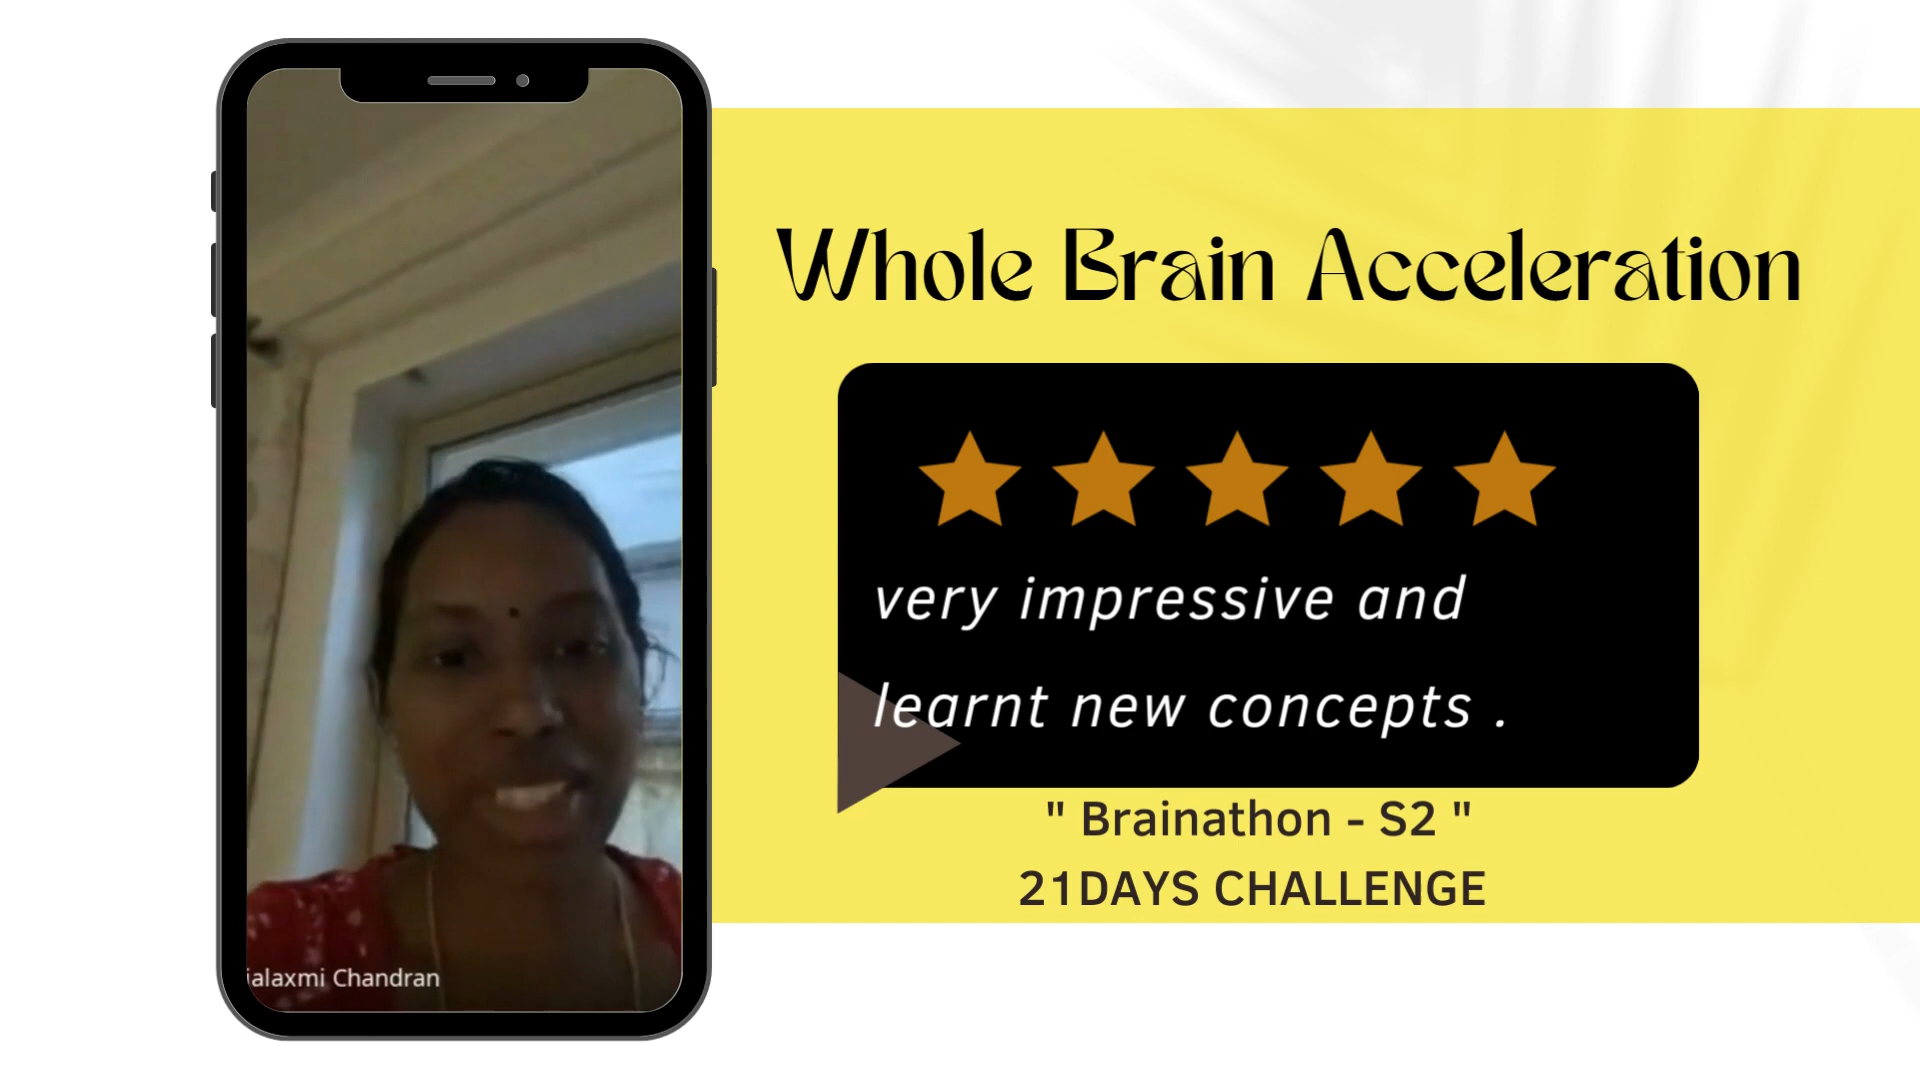 Whole Brain Acceleration
very impressive and
learnt new concepts .
" Brainathon - S2 "
21DAYS CHALLENGE
ialaxmi Chandran